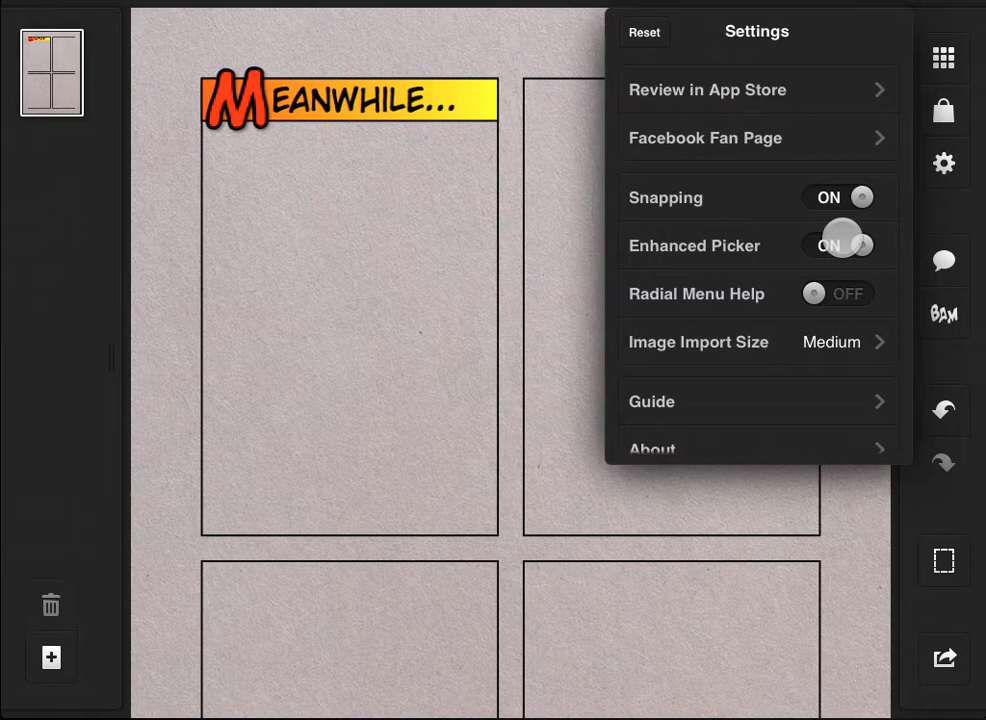 MEANWHILE...
Reset
Settings
Review in App Store
Facebook Fan Page
Snapping ON
Enhanced Picker ON
Radial Menu Help OFF
Image Import Size Medium
Guide
About
BAM